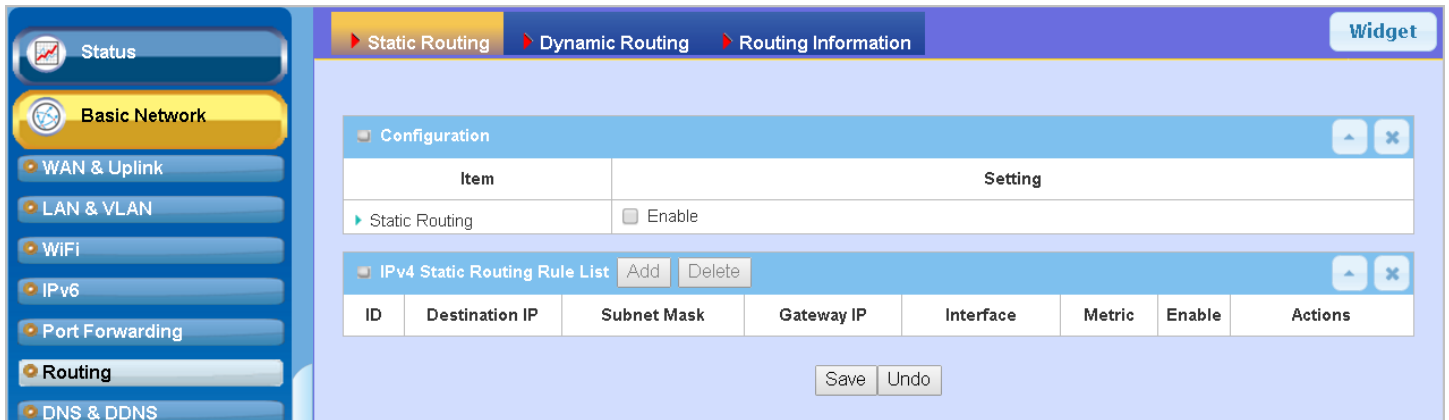 Status
Basic Network
WAN & Uplink
LAN & VLAN
WiFi
IPv6
Port Forwarding
Routing
DNS & DDNS
Static Routing Dynamic Routing Routing Information Widget
Configuration
Item Setting
Static Routing Enable
IPv4 Static Routing Rule List Add Delete
ID Destination IP Subnet Mask Gateway IP Interface Metric Enable Actions
Save Undo